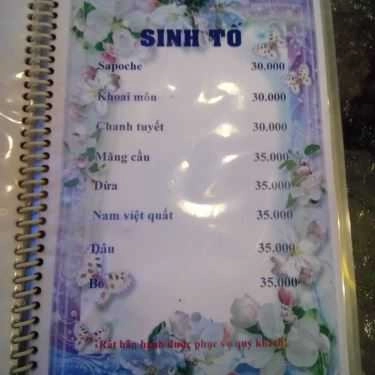 SINH TỐ
Sapoche 30.000
Khoai môn 30.000
Chanh tuyết 30.000
Mãng cầu 35.000
Dừa 35.000
Nam việt quất 35.000
Dâu 35.000
Bơ 35.000
Rất hân hạnh được phục vụ quý khách!